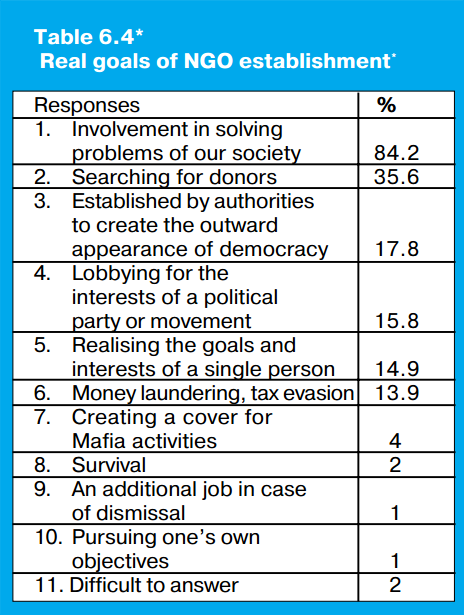 Table 6.4*
Real goals of NGO establishment*
Responses %
1. Involvement in solving
problems of our society 84.2
2. Searching for donors 35.6
3. Established by authorities
to create the outward
appearance of democracy 17.8
4. Lobbying for the
interests of a political
party or movement 15.8
5. Realising the goals and
interests of a single person 14.9
6. Money laundering, tax evasion 13.9
7. Creating a cover for
Mafia activities 4
8. Survival 2
9. An additional job in case
of dismissal 1
10. Pursuing one's own
objectives 1
11. Difficult to answer 2